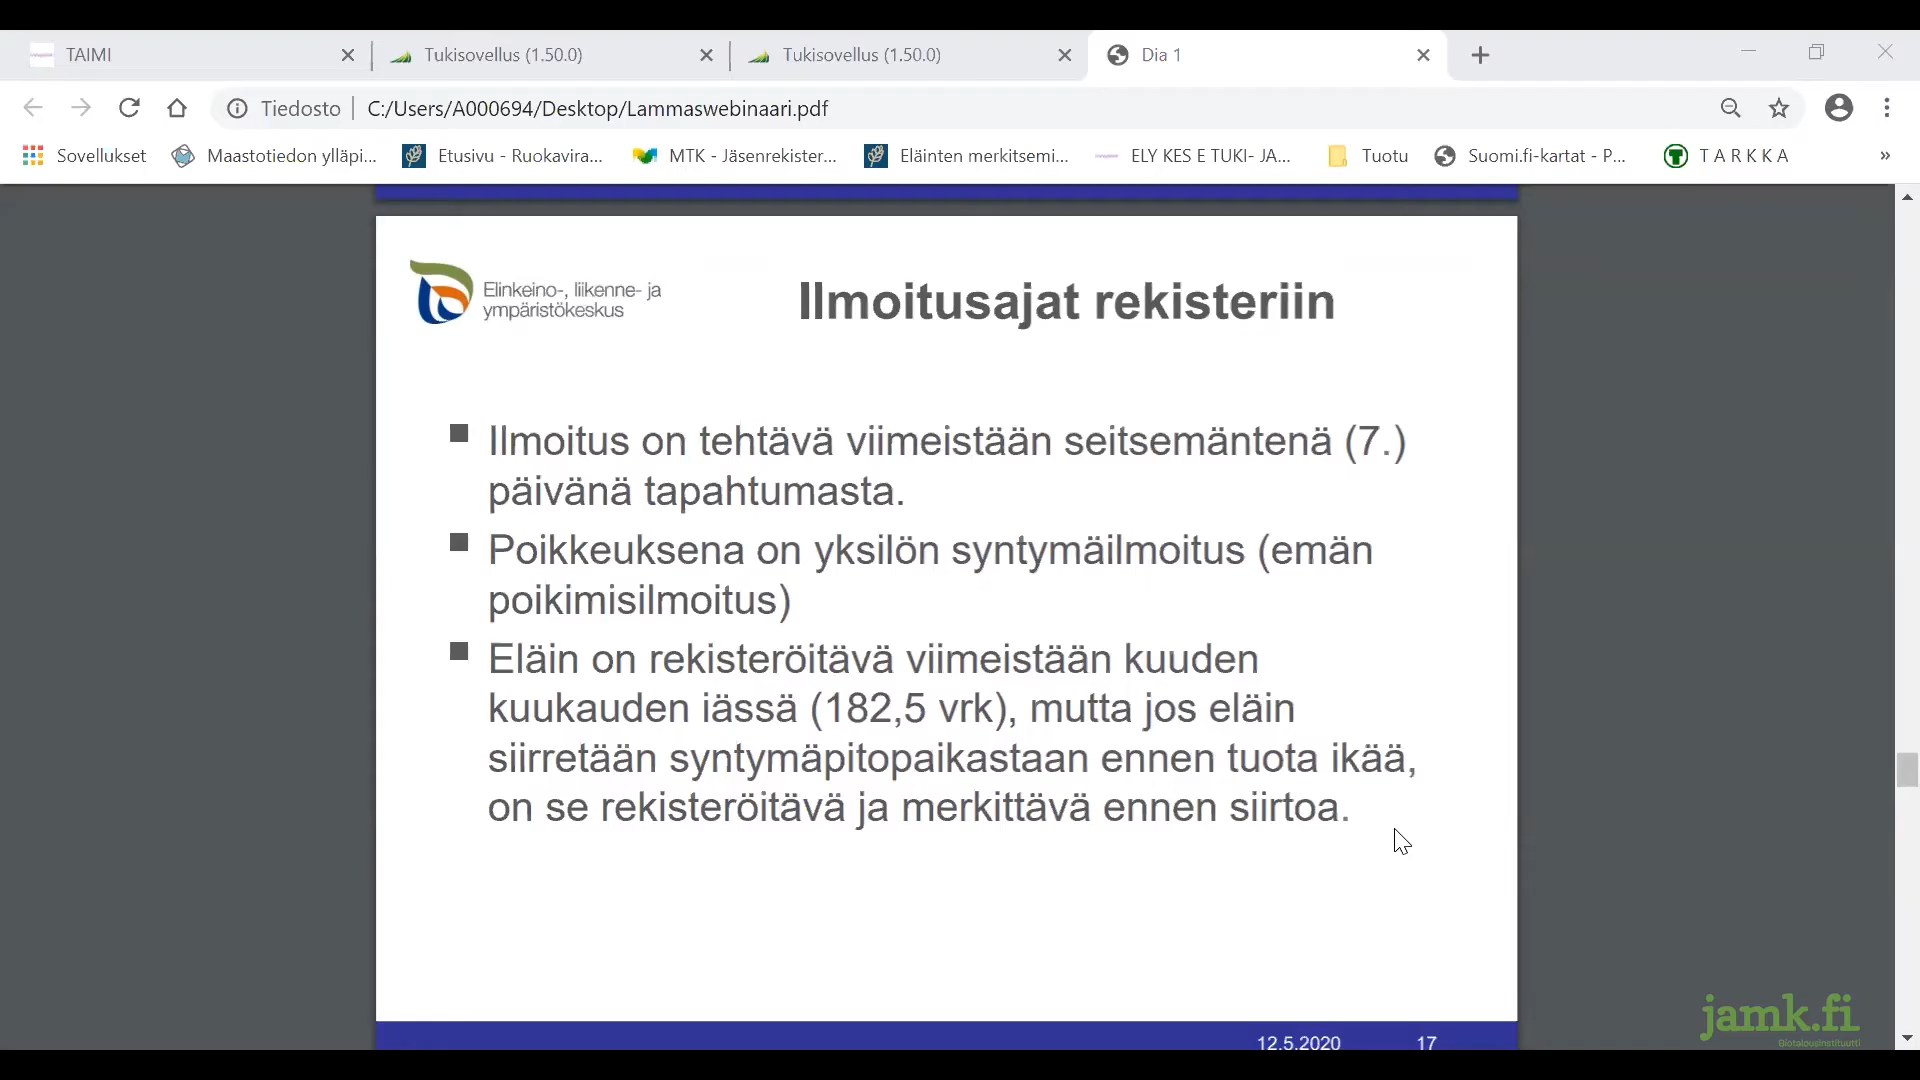 TAIMI
Tukisovellus (1.50.0)
Tukisovellus (1.50.0)
Dia 1
Tiedosto
C:/Users/A000694/Desktop/Lammaswebinaari.pdf
Sovellukset
Maastotiedon ylläpi...
Etusivu - Ruokavira...
MTK - Jäsenrekister...
Eläinten merkitsemi...
ELY KES E TUKI- JA...
Tuotu
Suomi.fi-kartat - P...
T A R K K A
»
Elinkeino-, liikenne- ja
ympäristökeskus
Ilmoitusajat rekisteriin
Ilmoitus on tehtävä viimeistään seitsemäntenä (7.)
päivänä tapahtumasta.
Poikkeuksena on yksilön syntymäilmoitus (emän
poikimisilmoitus)
Eläin on rekisteröitävä viimeistään kuuden
kuukauden iässä (182,5 vrk), mutta jos eläin
siirretään syntymäpitopaikastaan ennen tuota ikää,
on se rekisteröitävä ja merkittävä ennen siirtoa.
12.5.2020
17
jamk.fi
Biotalousinstituutti